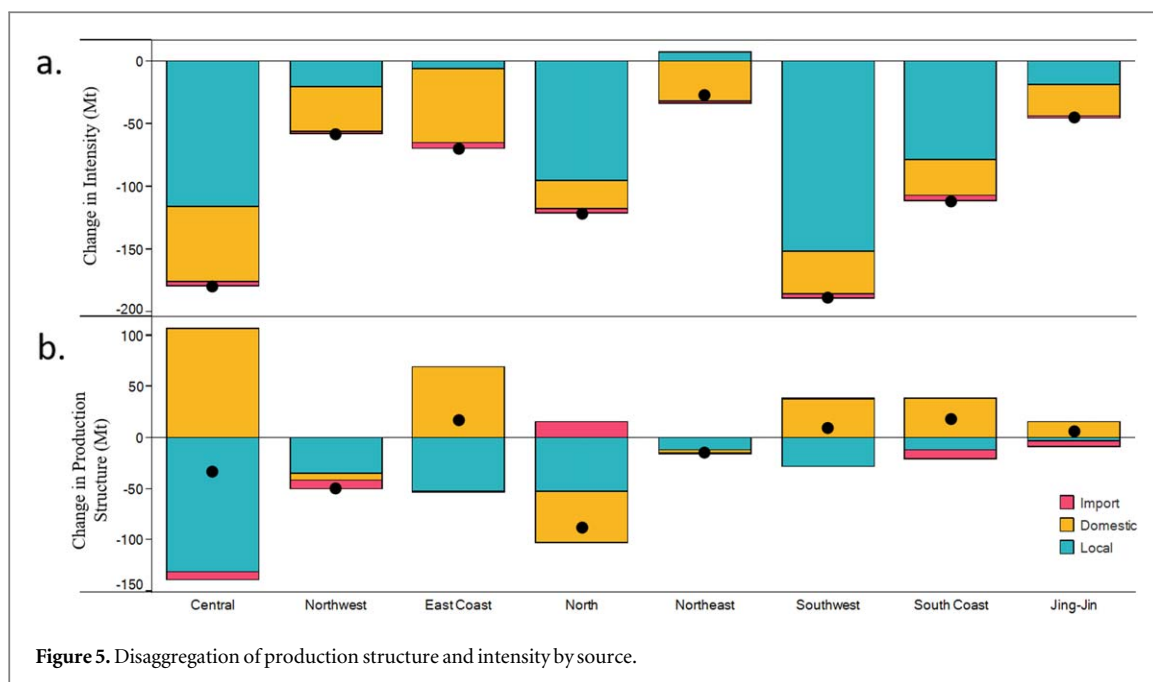 a.
Change in Intensity (Mt)
0
-50
-100
-150
-200
b.
Change in Production
Structure (Mt)
100
50
0
-50
-100
-150
Import
Domestic
Local
Central Northwest East Coast North Northeast Southwest South Coast Jing-Jin
Figure 5. Disaggregation of production structure and intensity by source.